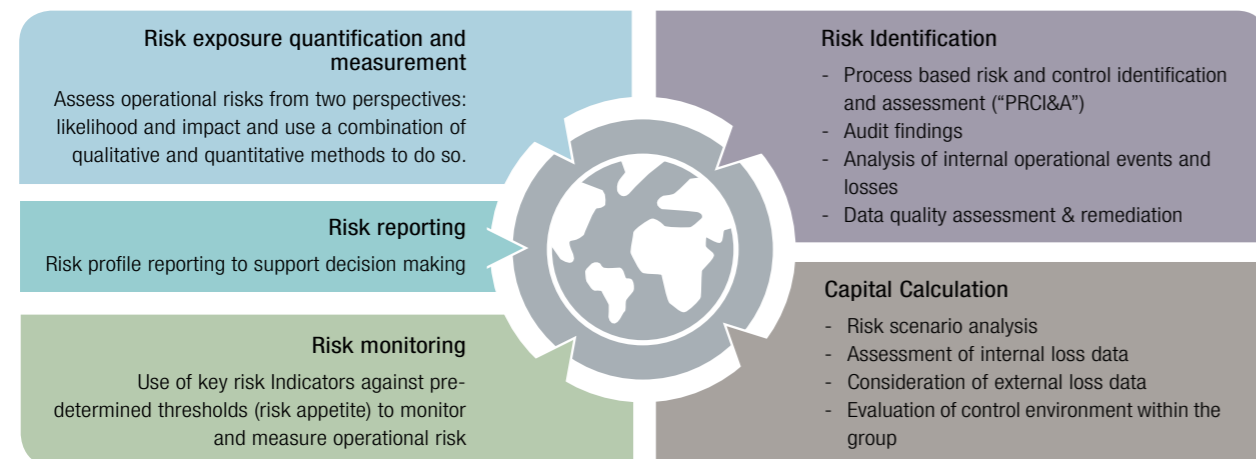 Risk exposure quantification and
measurement
Assess operational risks from two perspectives:
likelihood and impact and use a combination of
qualitative and quantitative methods to do so.
Risk reporting
Risk profile reporting to support decision making
Risk monitoring
Use of key risk Indicators against pre-
determined thresholds (risk appetite) to monitor
and measure operational risk
Risk Identification
- Process based risk and control identification
and assessment (“PRCI&A”)
- Audit findings
- Analysis of internal operational events and
losses
- Data quality assessment & remediation
Capital Calculation
- Risk scenario analysis
- Assessment of internal loss data
- Consideration of external loss data
- Evaluation of control environment within the
group